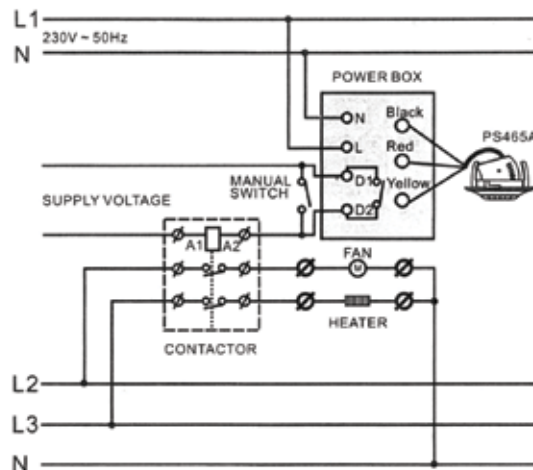 L1
230V ~ 50Hz
N
POWER BOX
N
Black
L
Red
PS465A
D1
Yellow
MANUAL
SWITCH
SUPPLY VOLTAGE
D2
A1 A2
FAN
M
HEATER
CONTACTOR
L2
L3
N